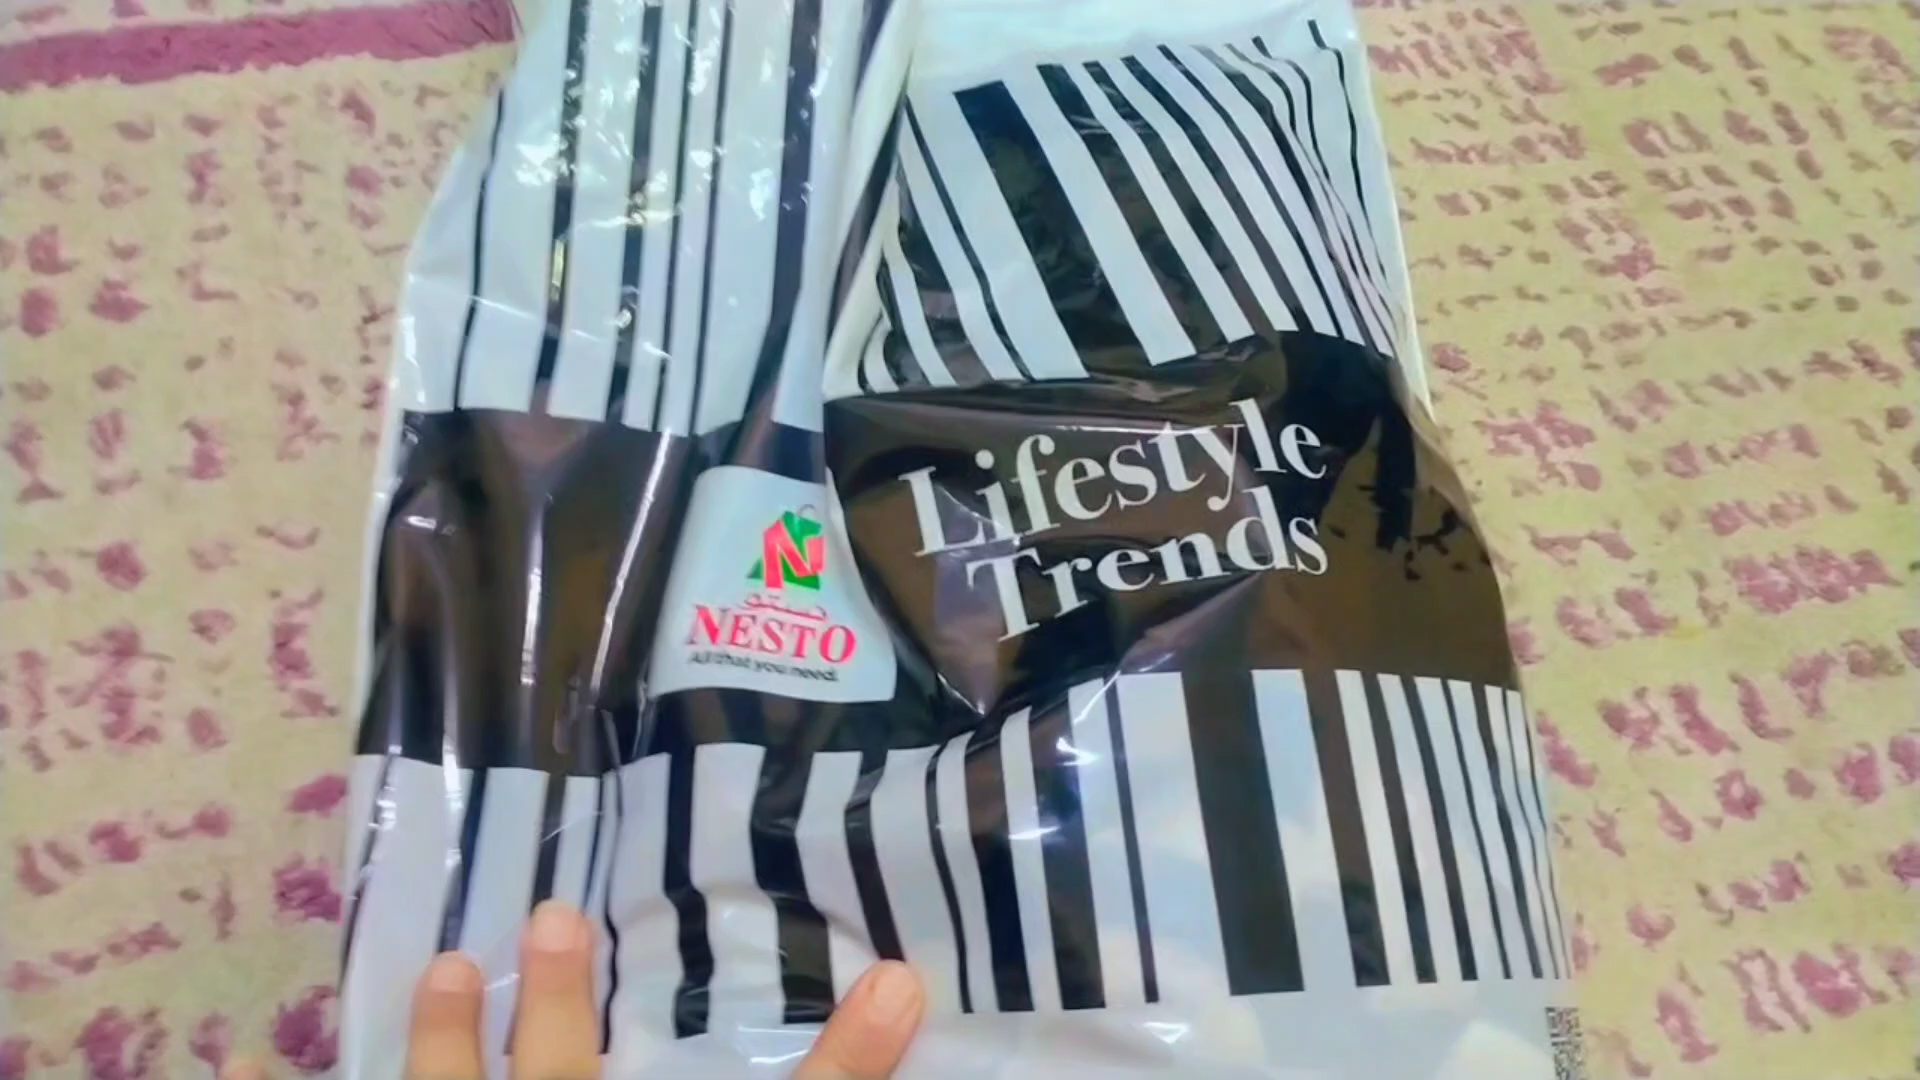 Lifestyle
Trends
نستو
NESTO
All that you need.